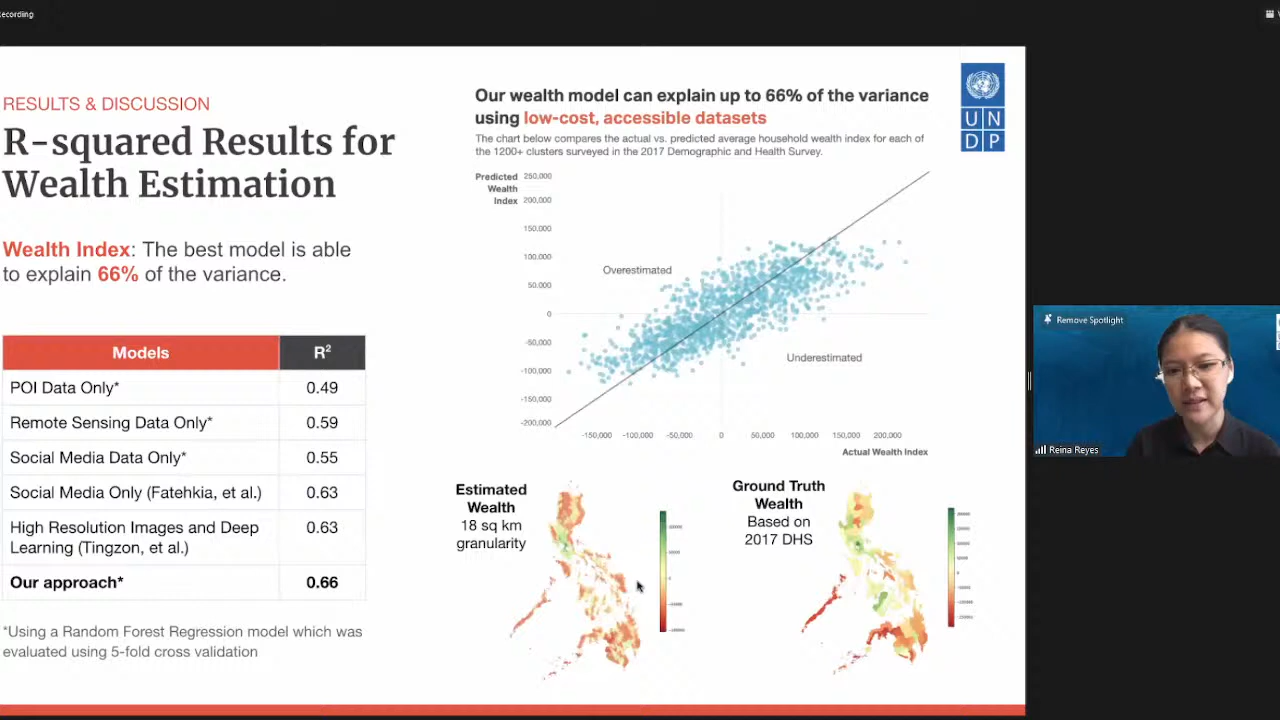 ecording
RESULTS & DISCUSSION
R-squared Results for
Wealth Estimation
Wealth Index: The best model is able
to explain 66% of the variance.
Models R²
POI Data Only* 0.49
Remote Sensing Data Only* 0.59
Social Media Data Only* 0.55
Social Media Only (Fatehkia, et al.) 0.63
High Resolution Images and Deep
Learning (Tingzon, et al.) 0.63
Our approach* 0.66
*Using a Random Forest Regression model which was
evaluated using 5-fold cross validation
Our wealth model can explain up to 66% of the variance
using low-cost, accessible datasets
The chart below compares the actual vs. predicted average household wealth index for each of
the 1200+ clusters surveyed in the 2017 Demographic and Health Survey.
Predicted
Wealth
Index
250,000
200,000
150,000
100,000
50,000
0
-50,000
-100,000
-150,000
-200,000
Overestimated
Underestimated
-150,000 -100,000 -50,000 0 50,000 100,000 150,000 200,000
Actual Wealth Index
Estimated
Wealth
18 sq km
granularity
Ground Truth
Wealth
Based on
2017 DHS
U N
D P
Remove Spotlight
Reina Reyes